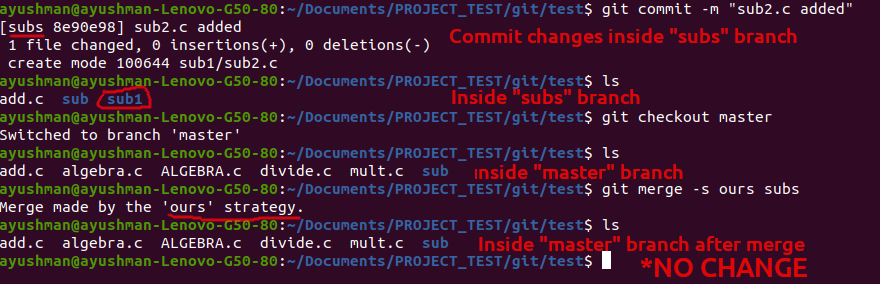 ayushman@ayushman-Lenovo-G50-80:~/Documents/PROJECT_TEST/git/test$ git commit -m "sub2.c added"
[subs 8e90e98] sub2.c added
1 file changed, 0 insertions(+), 0 deletions(-)
Commit changes inside "subs" branch
create mode 100644 sub1/sub2.c
ayushman@ayushman-Lenovo-G50-80:~/Documents/PROJECT_TEST/git/test$ ls
add.c sub sub1 Inside "subs" branch
ayushman@ayushman-Lenovo-G50-80:~/Documents/PROJECT_TEST/git/test$ git checkout master
Switched to branch 'master'
ayushman@ayushman-Lenovo-G50-80:~/Documents/PROJECT_TEST/git/test$ ls
add.c algebra.c ALGEBRA.c divide.c mult.c sub Inside "master" branch
ayushman@ayushman-Lenovo-G50-80:~/Documents/PROJECT_TEST/git/test$ git merge -s ours subs
Merge made by the 'ours' strategy.
ayushman@ayushman-Lenovo-G50-80:~/Documents/PROJECT_TEST/git/test$ ls
add.c algebra.c ALGEBRA.c divide.c mult.c sub Inside "master" branch after merge
ayushman@ayushman-Lenovo-G50-80:~/Documents/PROJECT_TEST/git/test$
*NO CHANGE